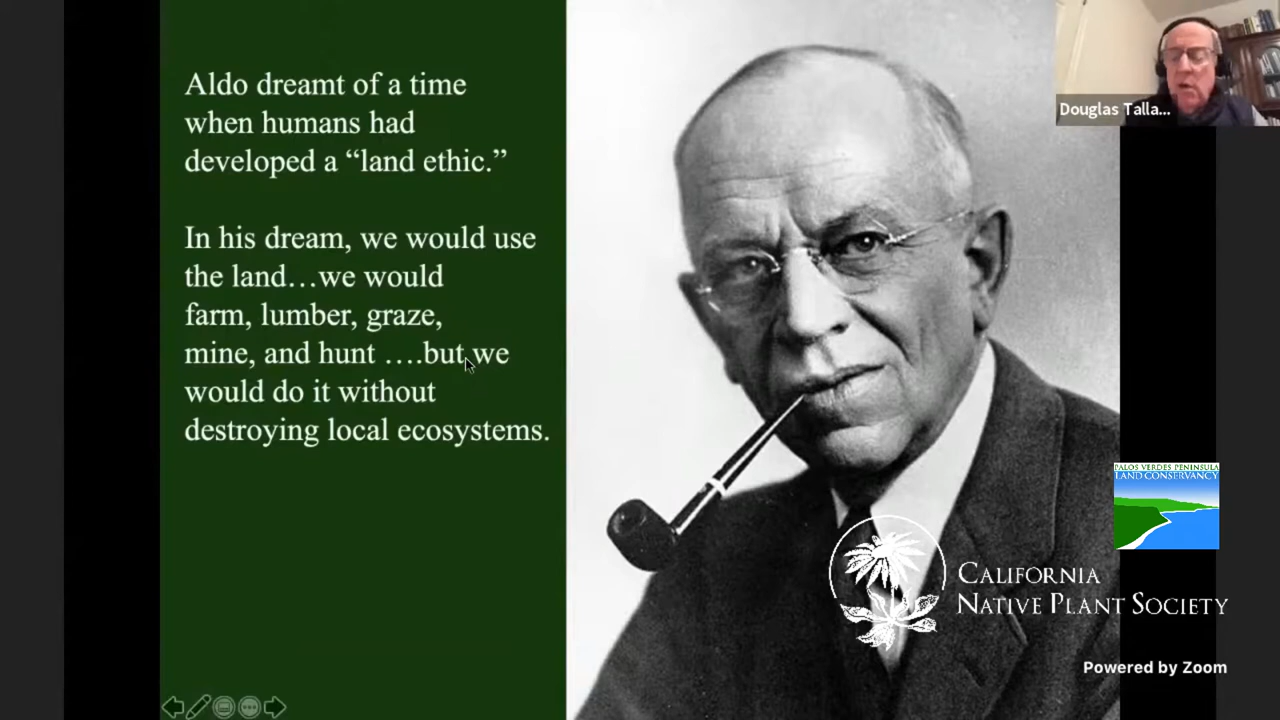 Aldo dreamt of a time
when humans had
developed a “land ethic.”
In his dream, we would use
the land…we would
farm, lumber, graze,
mine, and hunt ….but we
would do it without
destroying local ecosystems.
Douglas Talla...
PALOS VERDES PENINSULA
LAND CONSERVANCY
CALIFORNIA
NATIVE PLANT SOCIETY
Powered by Zoom